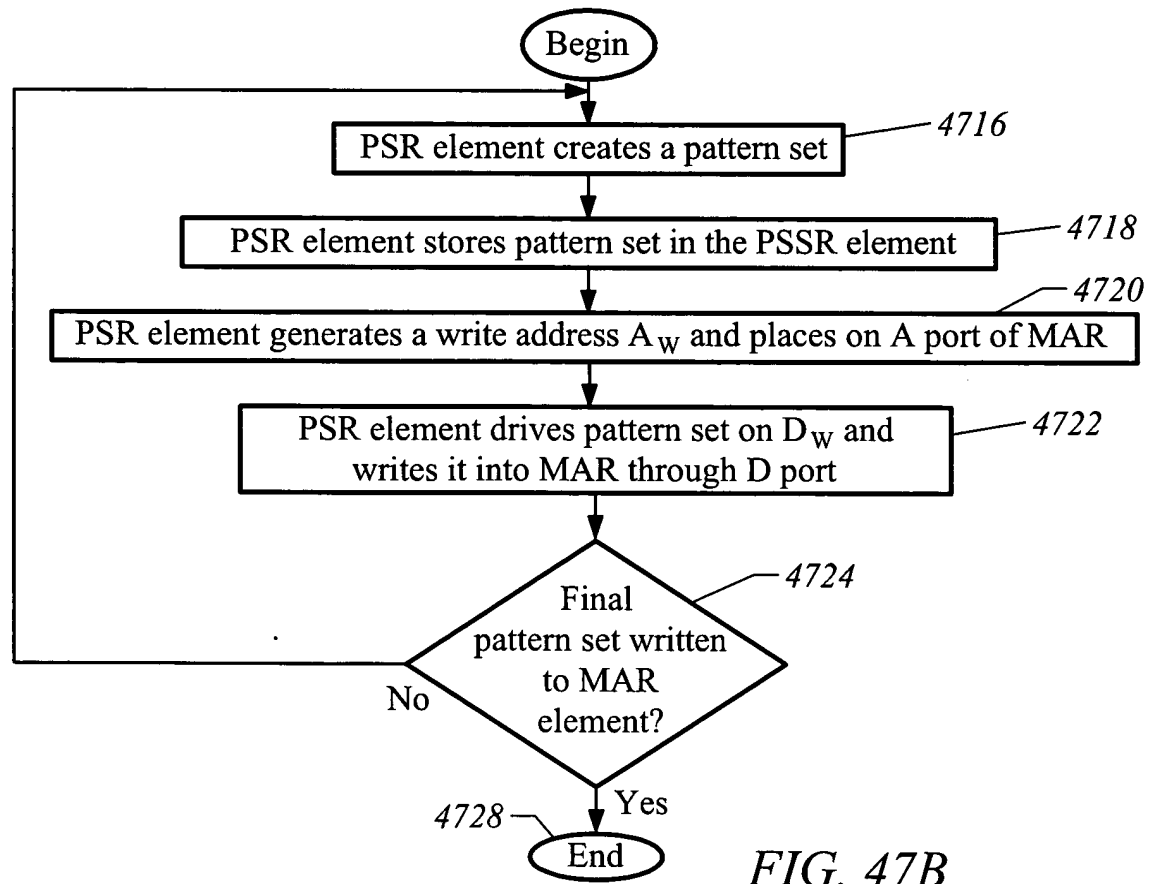 Begin
PSR element creates a pattern set
4716
PSR element stores pattern set in the PSSR element
4718
4720
PSR element generates a write address A_W and places on A port of MAR
PSR element drives pattern set on D_W and
writes it into MAR through D port
4722
4724
Final
pattern set written
to MAR
element?
No
Yes
4728
End
FIG. 47B